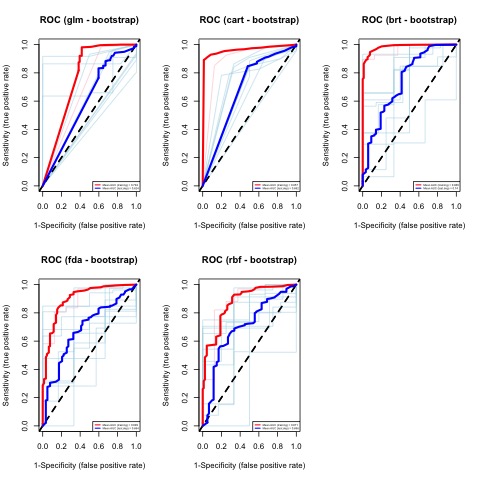 ROC (glm - bootstrap)
Sensitivity (true positive rate)
0.0 0.2 0.4 0.6 0.8 1.0
0.0 0.2 0.4 0.6 0.8 1.0
1-Specificity (false positive rate)
ROC (cart - bootstrap)
Sensitivity (true positive rate)
0.0 0.2 0.4 0.6 0.8 1.0
0.0 0.2 0.4 0.6 0.8 1.0
1-Specificity (false positive rate)
ROC (brt - bootstrap)
Sensitivity (true positive rate)
0.0 0.2 0.4 0.6 0.8 1.0
0.0 0.2 0.4 0.6 0.8 1.0
1-Specificity (false positive rate)
ROC (fda - bootstrap)
Sensitivity (true positive rate)
0.0 0.2 0.4 0.6 0.8 1.0
0.0 0.2 0.4 0.6 0.8 1.0
1-Specificity (false positive rate)
ROC (rbf - bootstrap)
Sensitivity (true positive rate)
0.0 0.2 0.4 0.6 0.8 1.0
0.0 0.2 0.4 0.6 0.8 1.0
1-Specificity (false positive rate)